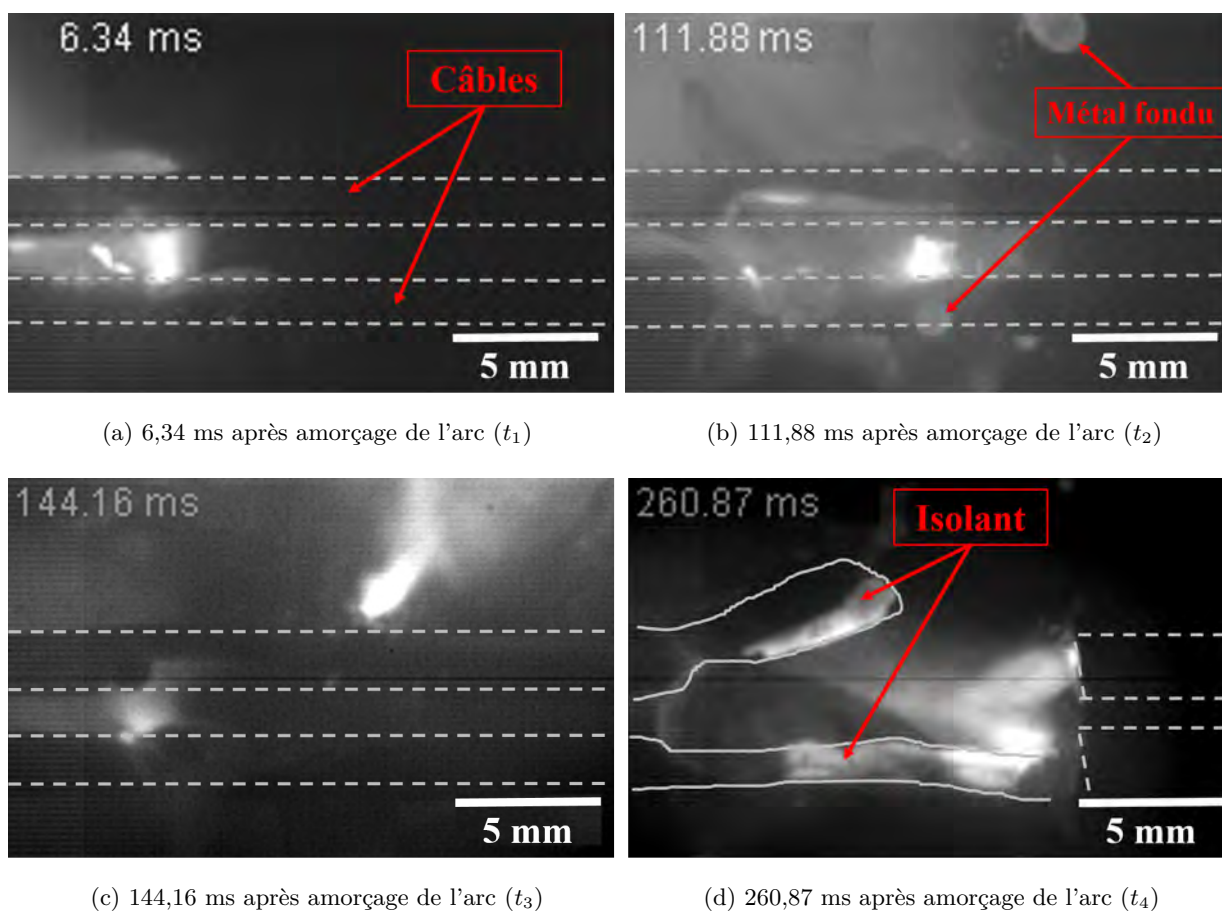 6.34 ms
Câbles
5 mm
(a) 6,34 ms après amorçage de l'arc (t₁)
111.88 ms
Métal fondu
5 mm
(b) 111,88 ms après amorçage de l'arc (t₂)
144.16 ms
5 mm
(c) 144,16 ms après amorçage de l'arc (t₃)
260.87 ms
Isolant
5 mm
(d) 260,87 ms après amorçage de l'arc (t₄)